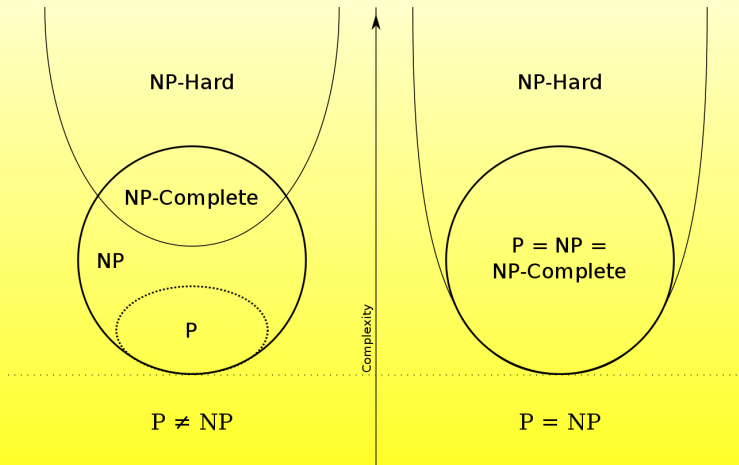 NP-Hard
NP-Complete
NP
P
P ≠ NP
Complexity
NP-Hard
P = NP =
NP-Complete
P = NP